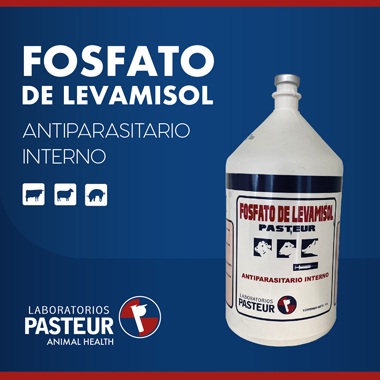 FOSFATO
DE LEVAMISOL
ANTIPARASITARIO
INTERNO
FOSFATO DE LEVAMISOL
PASTEUR
ANTIPARASITARIO INTERNO
LABORATORIOS
PASTEUR
LABORATORIOS
PASTEUR
ANIMAL HEALTH